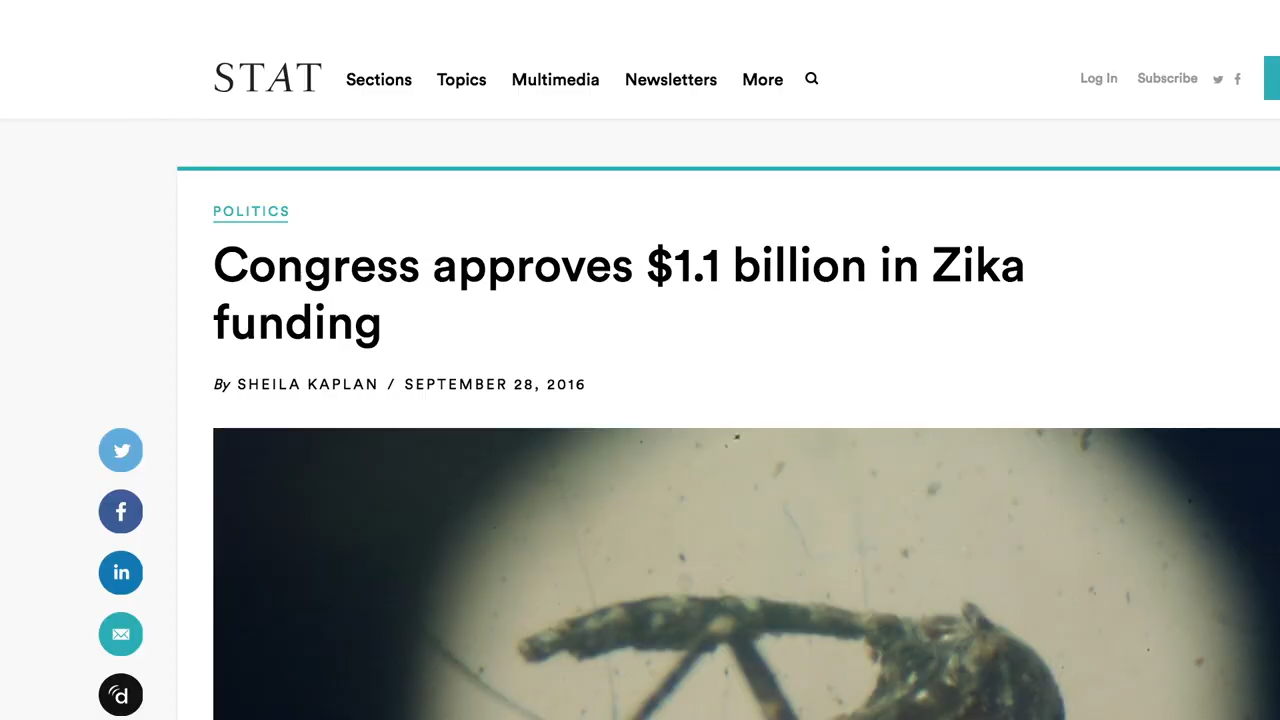 STAT Sections Topics Multimedia Newsletters More Log In Subscribe
POLITICS
Congress approves $1.1 billion in Zika
funding
By SHEILA KAPLAN / SEPTEMBER 28, 2016